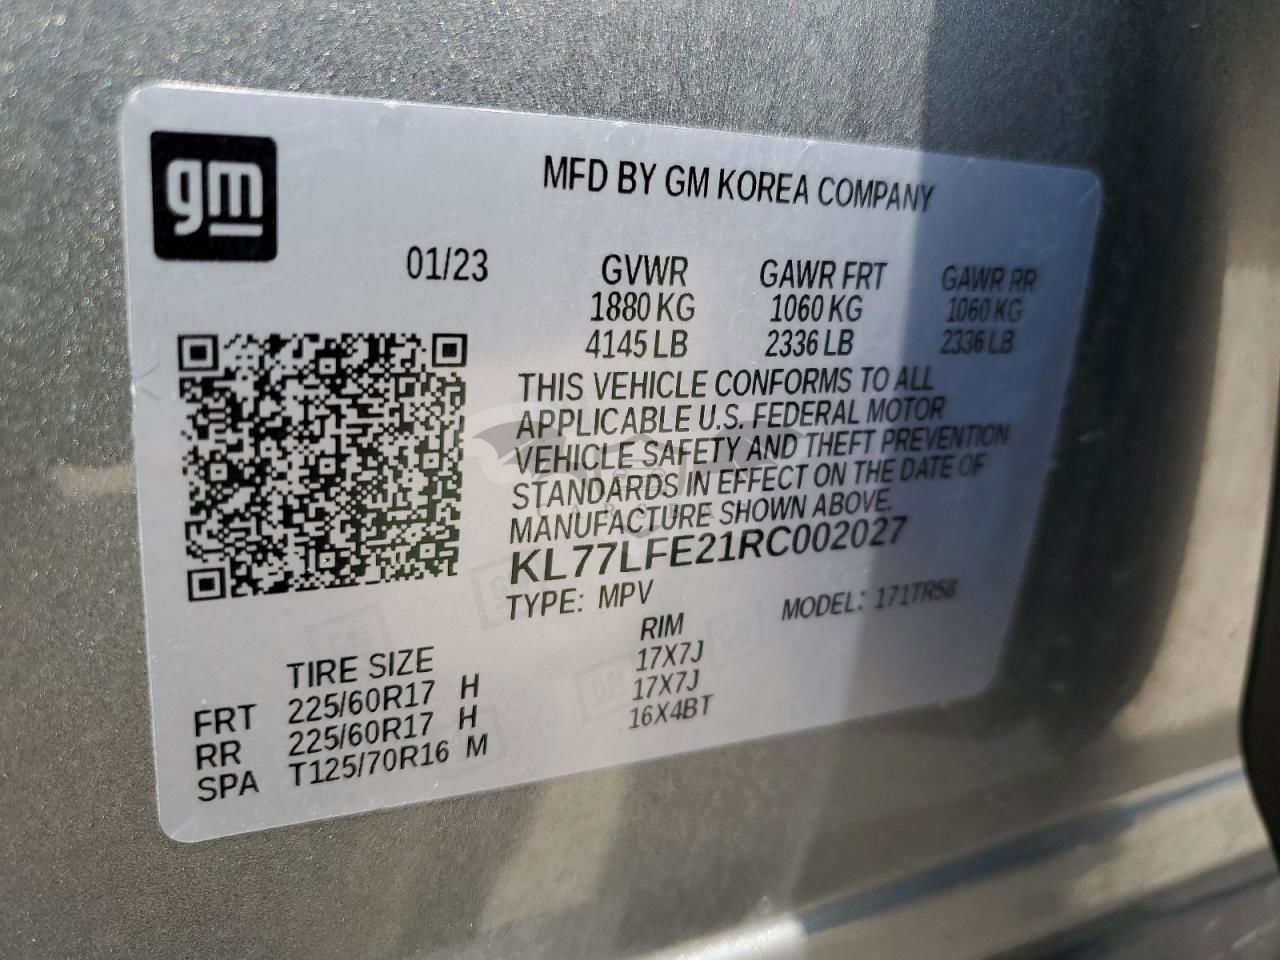 gm
MFD BY GM KOREA COMPANY
01/23 GVWR GAWR FRT GAWR RR
1880 KG 1060 KG 1060 KG
4145 LB 2336 LB 2336 LB
THIS VEHICLE CONFORMS TO ALL
APPLICABLE U.S. FEDERAL MOTOR
VEHICLE SAFETY AND THEFT PREVENTION
STANDARDS IN EFFECT ON THE DATE OF
MANUFACTURE SHOWN ABOVE.
KL77LFE21RC002027
TYPE: MPV MODEL: 171TR58
TIRE SIZE RIM
FRT 225/60R17 H 17X7J
RR 225/60R17 H 17X7J
SPA T125/70R16 M 16X4BT